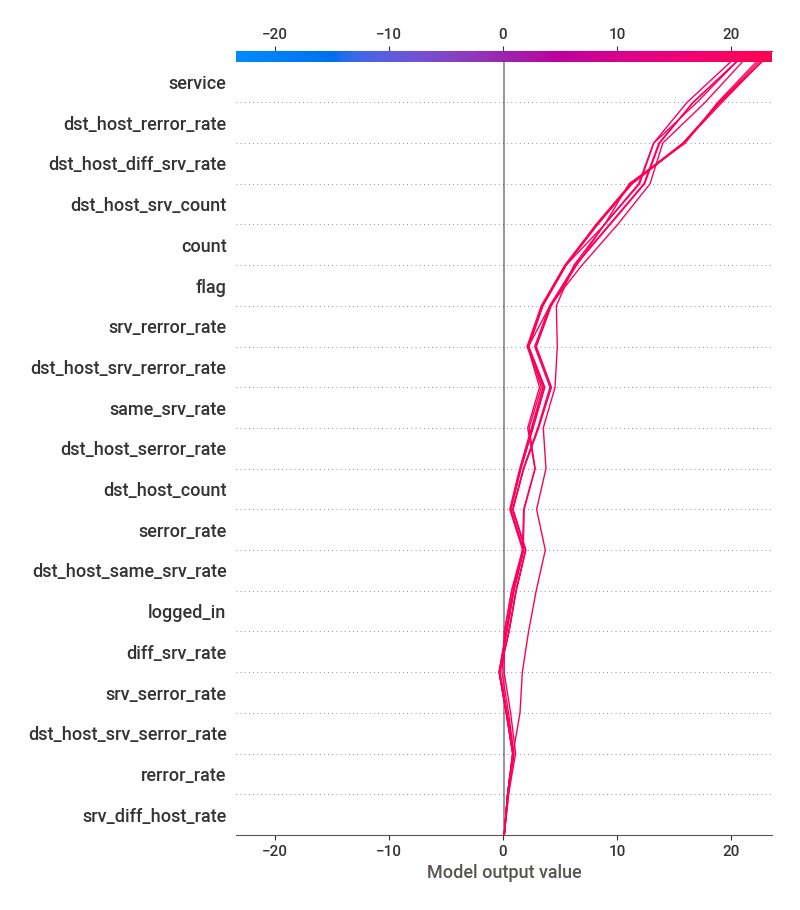 −20 −10 0 10 20
service
dst_host_rerror_rate
dst_host_diff_srv_rate
dst_host_srv_count
count
flag
srv_rerror_rate
dst_host_srv_rerror_rate
same_srv_rate
dst_host_serror_rate
dst_host_count
serror_rate
dst_host_same_srv_rate
logged_in
diff_srv_rate
srv_serror_rate
dst_host_srv_serror_rate
rerror_rate
srv_diff_host_rate
−20 −10 0 10 20
Model output value